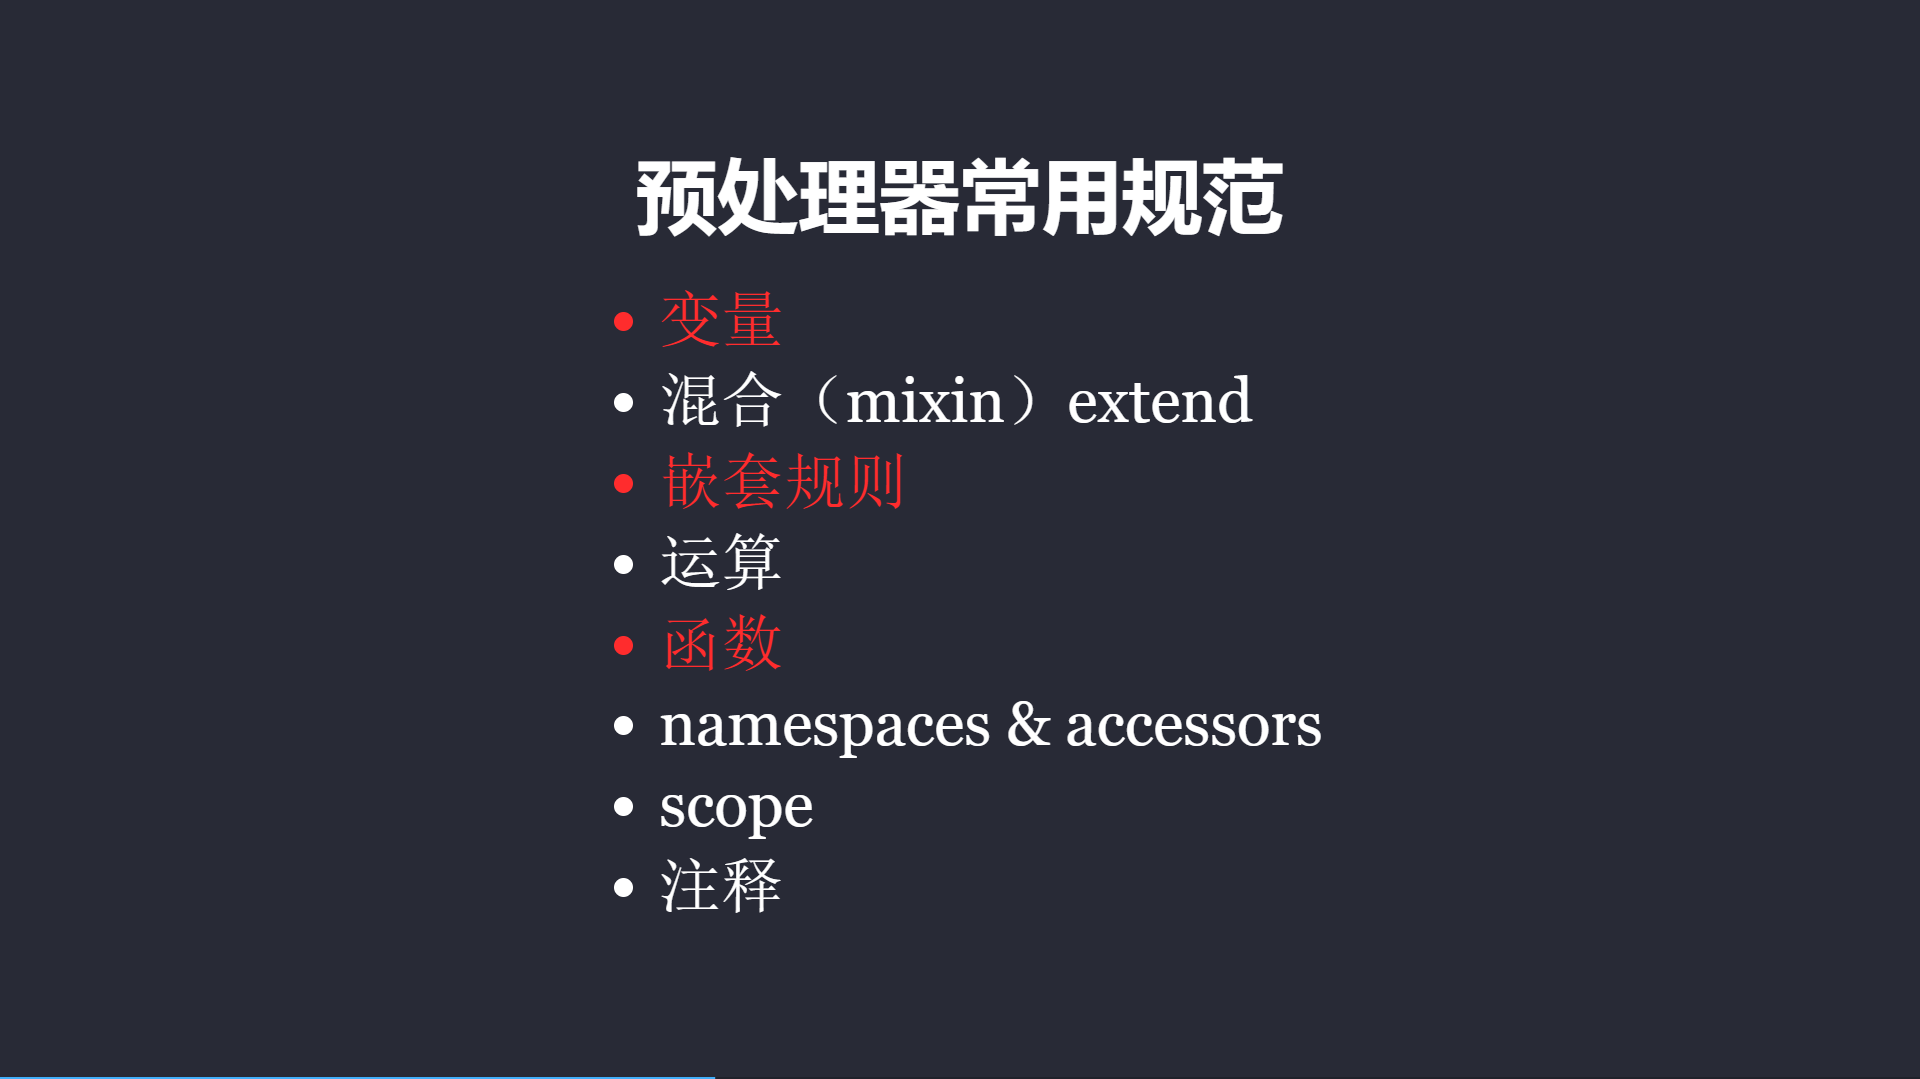 预处理器常用规范
变量
混合（mixin）extend
嵌套规则
运算
函数
namespaces & accessors
scope
注释